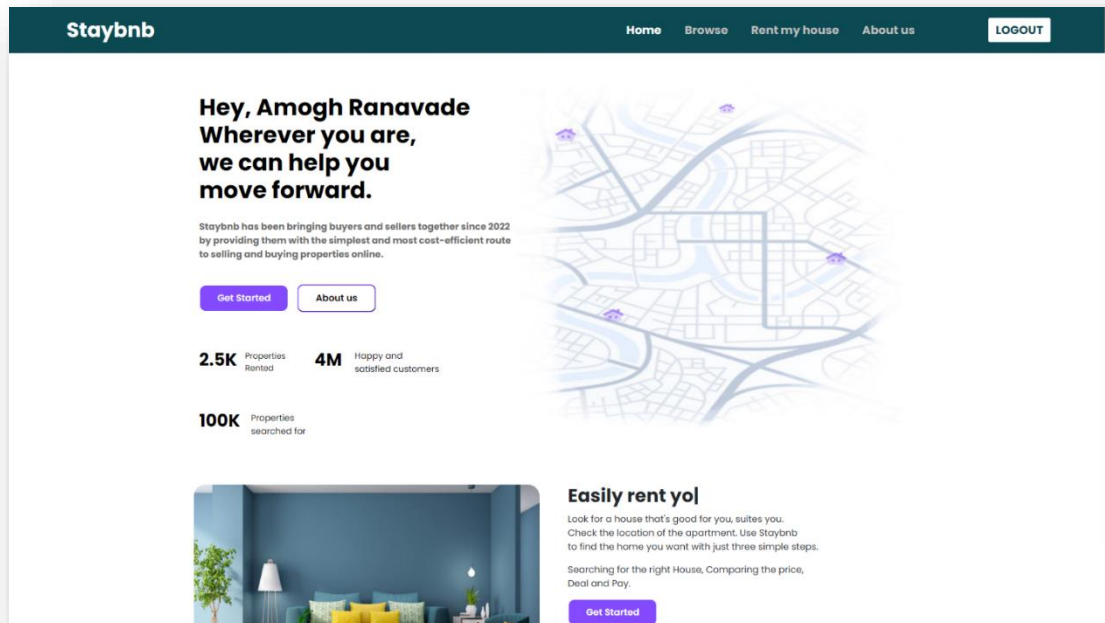 Staybnb
Home Browse Rent my house About us LOGOUT
Hey, Amogh Ranavade
Wherever you are,
we can help you
move forward.
Staybnb has been bringing buyers and sellers together since 2022
by providing them with the simplest and most cost-efficient route
to selling and buying properties online.
Get Started About us
2.5K Properties
Rented
4M Happy and
satisfied customers
100K Properties
searched for
Easily rent yo|
Look for a house that's good for you, suites you.
Check the location of the apartment. Use Staybnb
to find the home you want with just three simple steps.
Searching for the right House, Comparing the price,
Deal and Pay.
Get Started